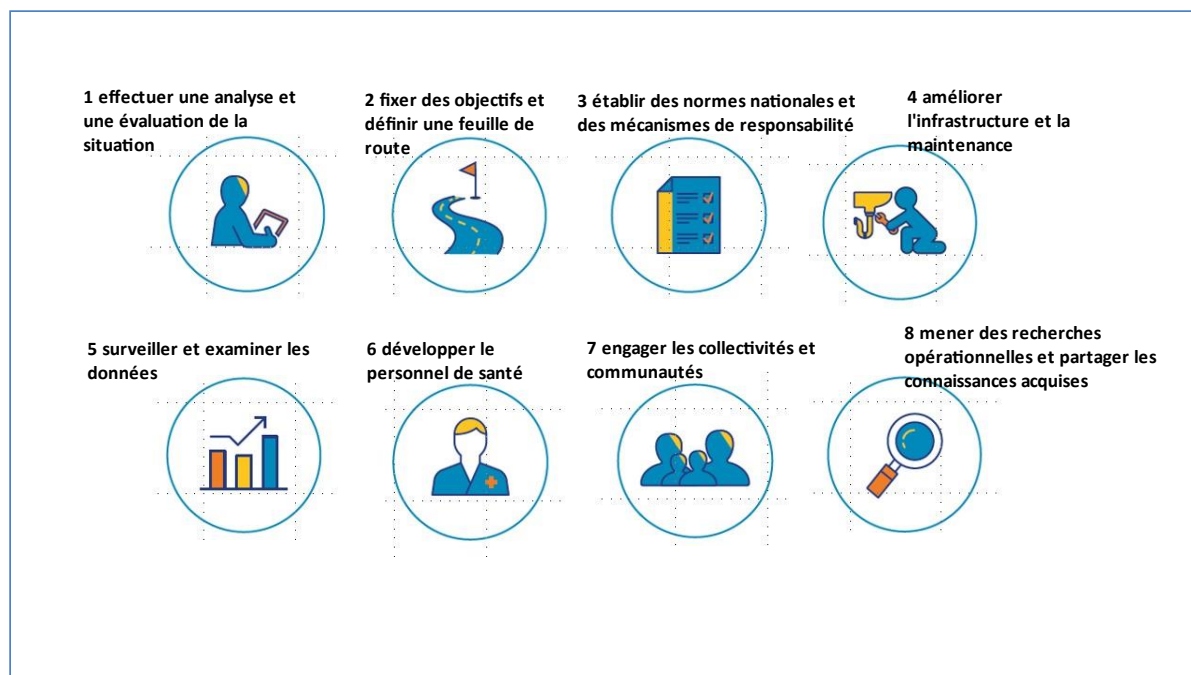 1 effectuer une analyse et
une évaluation de la
situation
2 fixer des objectifs et
définir une feuille de
route
3 établir des normes nationales et
des mécanismes de responsabilité
4 améliorer
l'infrastructure et la
maintenance
5 surveiller et examiner les
données
6 développer le
personnel de santé
7 engager les collectivités et
communautés
8 mener des recherches
opérationnelles et partager les
connaissances acquises